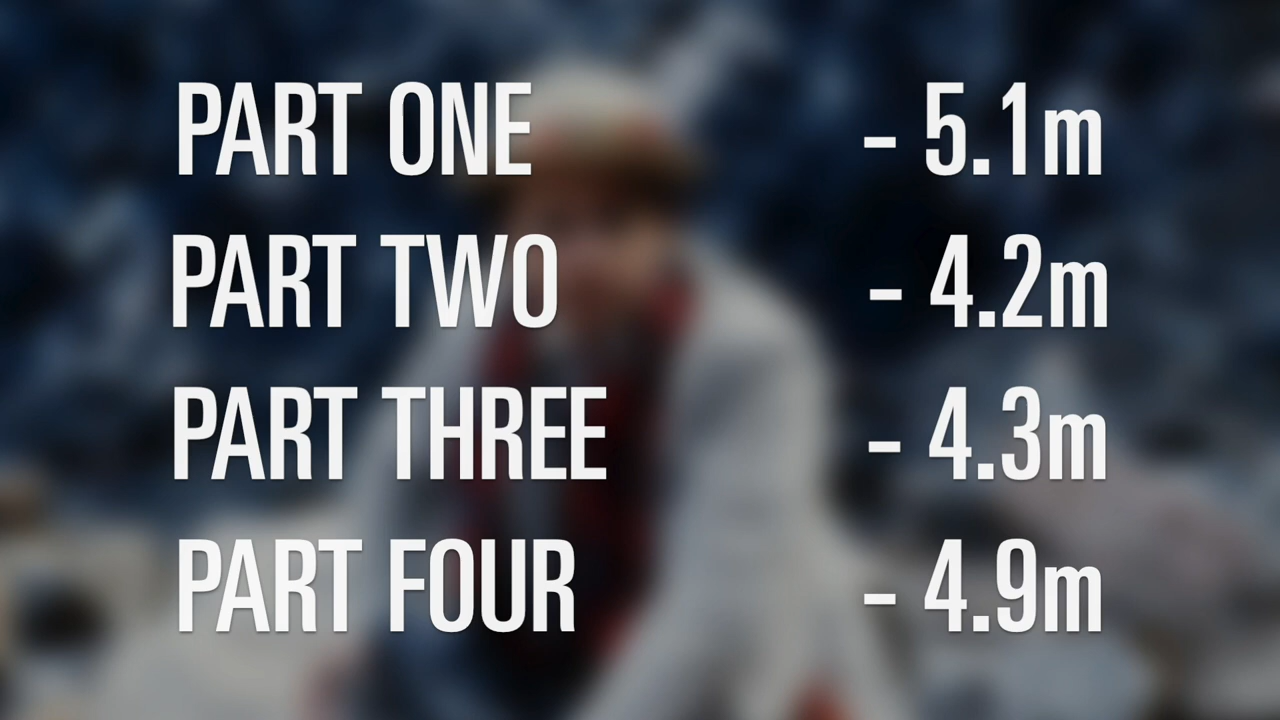 PART ONE - 5.1m
PART TWO - 4.2m
PART THREE - 4.3m
PART FOUR - 4.9m